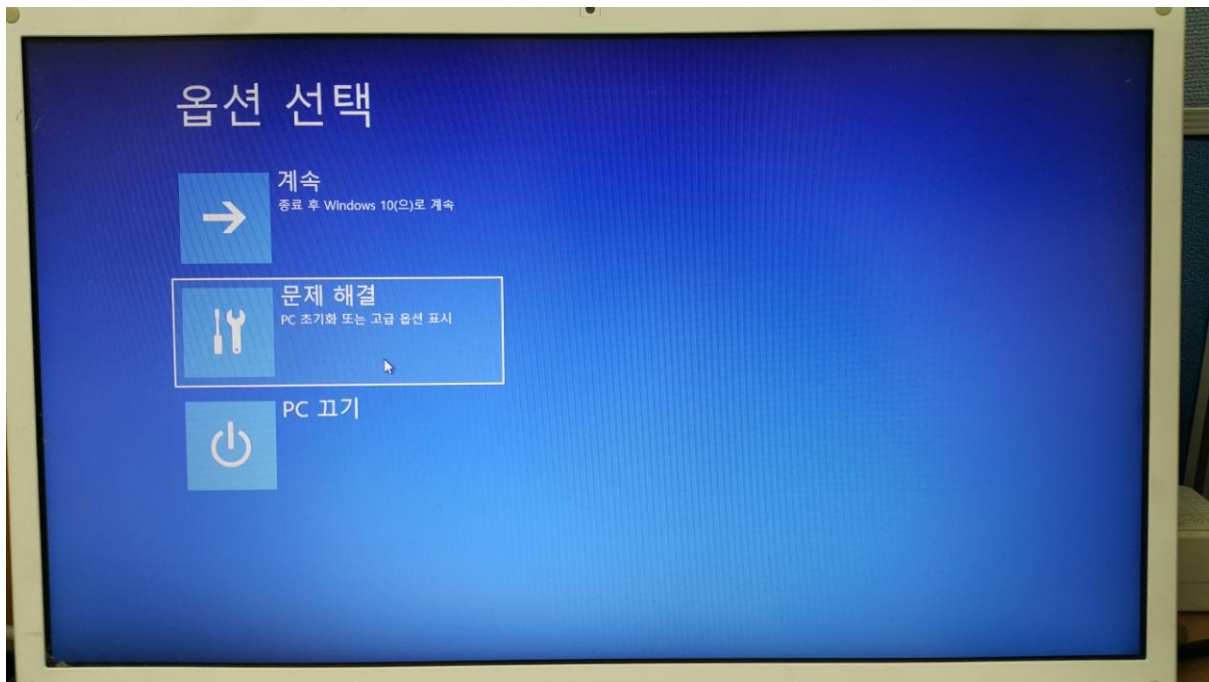 옵션 선택
계속
종료 후 Windows 10(으)로 계속
문제 해결
PC 초기화 또는 고급 옵션 표시
PC 끄기